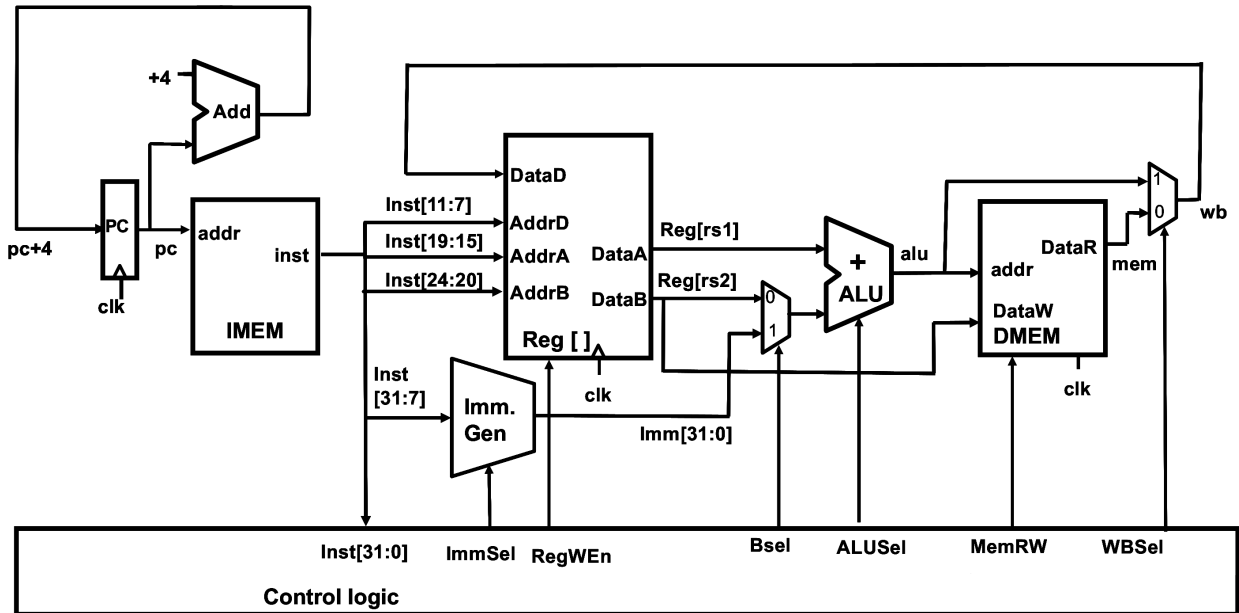 +4
Add
PC
pc+4
pc
clk
addr
inst
IMEM
Inst[11:7]
Inst[19:15]
Inst[24:20]
Inst
[31:7]
DataD
AddrD
AddrA
AddrB
DataA
DataB
Reg [ ]
clk
Imm.
Gen
Imm[31:0]
Reg[rs1]
Reg[rs2]
0
1
+
ALU
alu
addr
DataR
DataW
DMEM
clk
mem
1
0
wb
Inst[31:0]
ImmSel
RegWEn
Bsel
ALUSel
MemRW
WBSel
Control logic